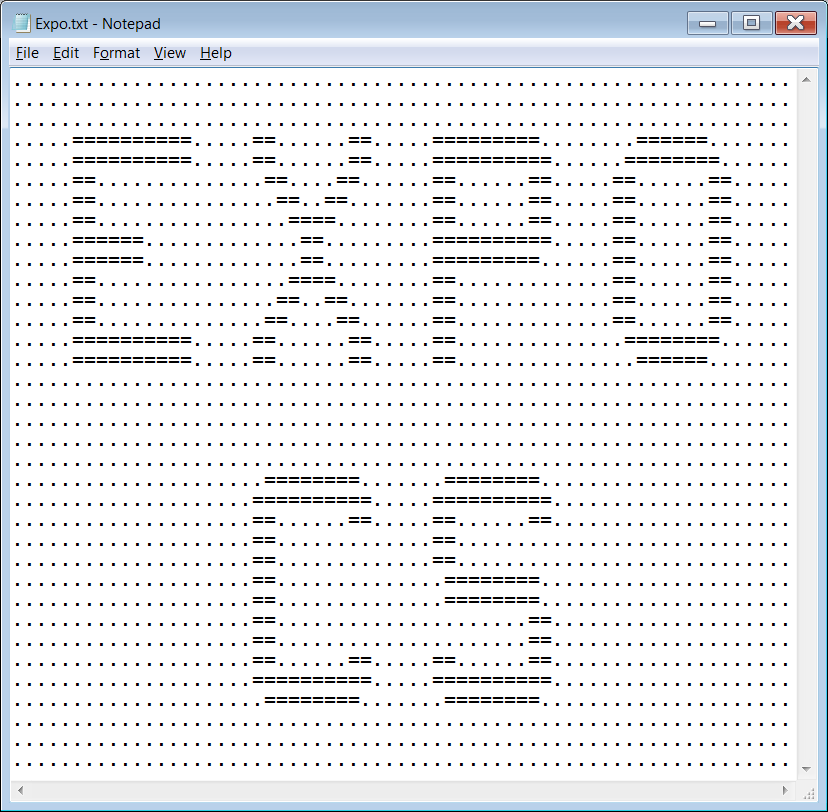 Expo.txt - Notepad
File Edit Format View Help
EXPO
CS